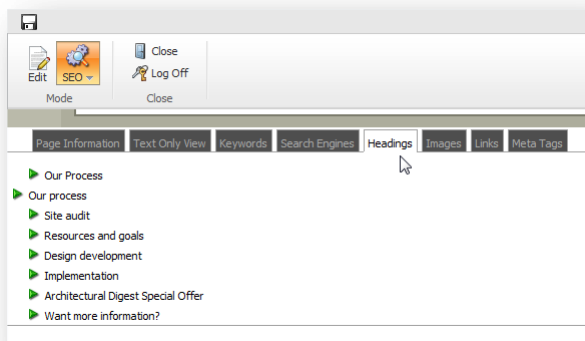 Edit
SEO
Close
Log Off
Mode
Close
Page Information Text Only View Keywords Search Engines Headings Images Links Meta Tags
Our Process
Our process
Site audit
Resources and goals
Design development
Implementation
Architectural Digest Special Offer
Want more information?